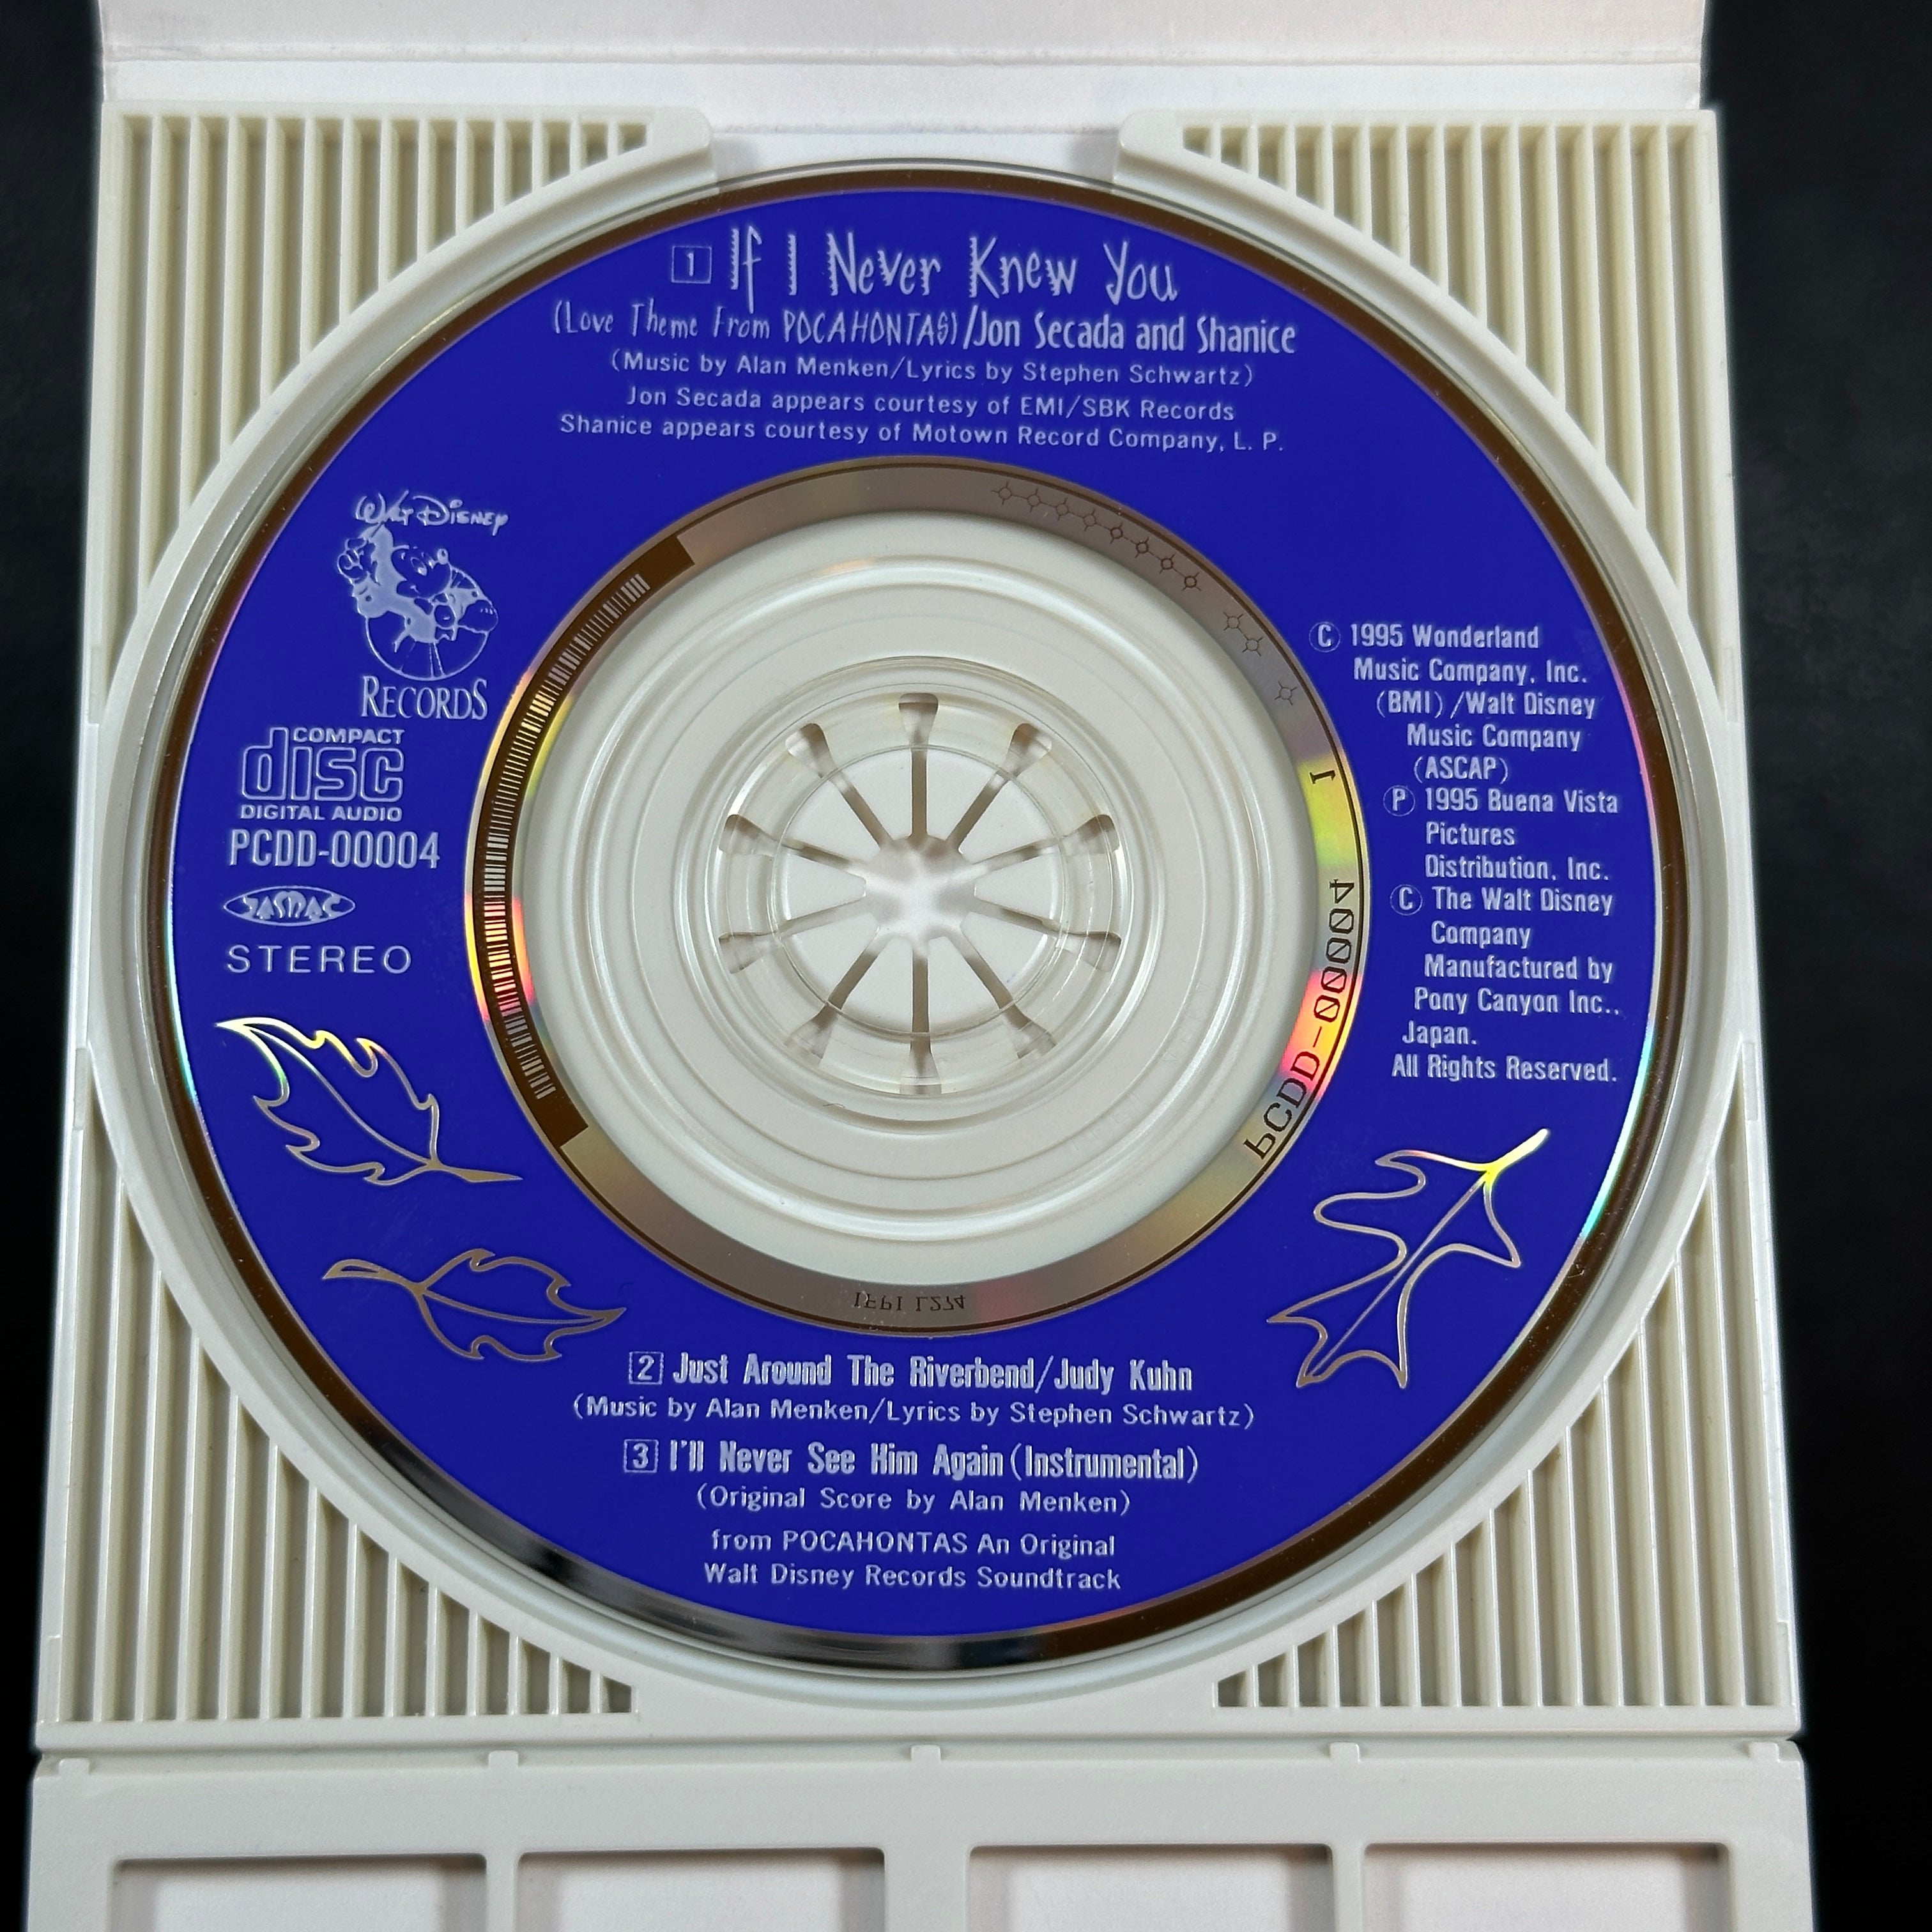 1 If I Never Knew You
(Love Theme From POCAHONTAS)/Jon Secada and Shanice
(Music by Alan Menken/Lyrics by Stephen Schwartz)
Jon Secada appears courtesy of EMI/SBK Records
Shanice appears courtesy of Motown Record Company, L. P.
WALT DISNEY
RECORDS
COMPACT
disc
DIGITAL AUDIO
PCDD-00004
JASRAC
STEREO
Ⓒ 1995 Wonderland
Music Company, Inc.
(BMI)/Walt Disney
Music Company
(ASCAP)
Ⓟ 1995 Buena Vista
Pictures
Distribution, Inc.
Ⓒ The Walt Disney
Company
Manufactured by
Pony Canyon Inc.,
Japan.
All Rights Reserved.
PCDD-00004 1
IFPI L274
2 Just Around The Riverbend/Judy Kuhn
(Music by Alan Menken/Lyrics by Stephen Schwartz)
3 I'll Never See Him Again (Instrumental)
(Original Score by Alan Menken)
from POCAHONTAS An Original
Walt Disney Records Soundtrack